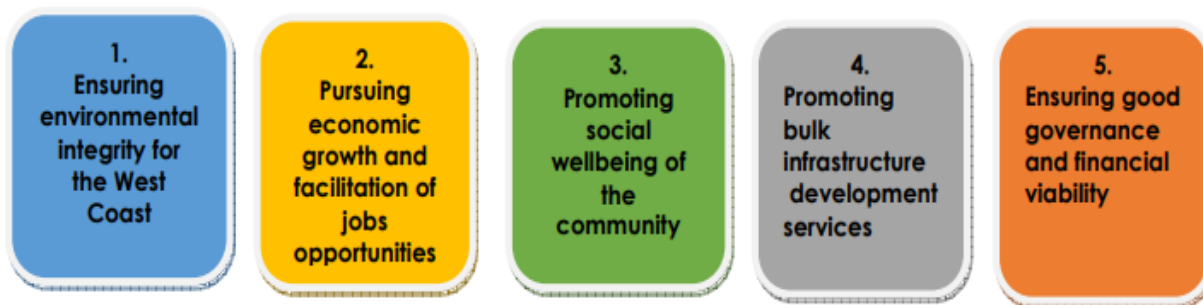 1.
Ensuring
environmental
integrity for
the West
Coast
2.
Pursuing
economic
growth and
facilitation of
jobs
opportunities
3.
Promoting
social
wellbeing of
the
community
4.
Promoting
bulk
infrastructure
development
services
5.
Ensuring good
governance
and financial
viability